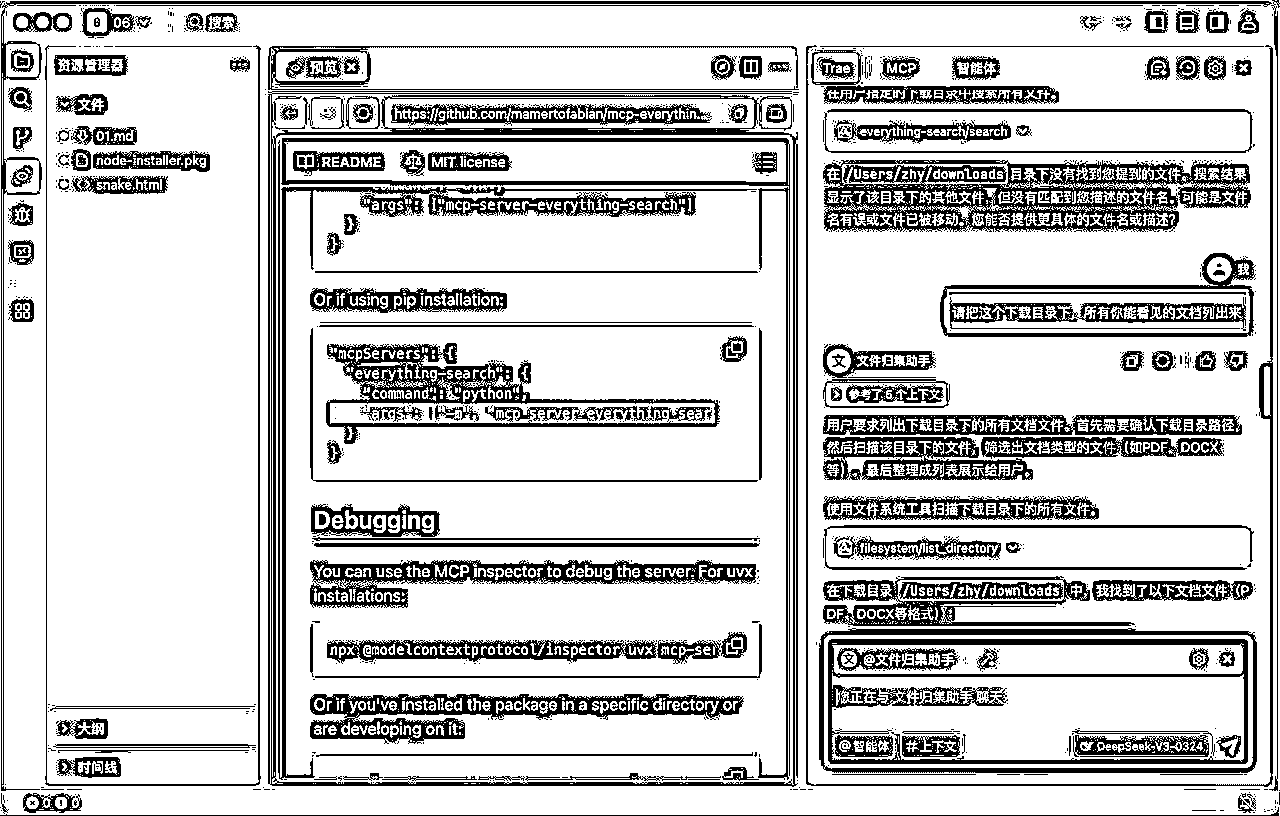 06
搜索
资源管理器
文件
01.md
node-installer.pkg
snake.html
大纲
时间线
预览
https://github.com/mamertofabian/mcp-everythin...
README
MIT license
"args": ["mcp-server-everything-search"]
}
}
Or if using pip installation:
"mcpServers": {
"everything-search": {
"command": "python",
"args": ["-m", "mcp_server_everything_sear
}
}
Debugging
You can use the MCP inspector to debug the server. For uvx
installations:
npx @modelcontextprotocol/inspector uvx mcp-ser
Or if you've installed the package in a specific directory or
are developing on it:
Trae
MCP
智能体
在用户指定的下载目录中搜索所有文件。
everything-search/search
在 /Users/zhy/downloads 目录下没有找到您提到的文件。搜索结果
显示了该目录下的其他文件，但没有匹配到您描述的文件名。可能是文件
名有误或文件已被移动。您能否提供更具体的文件名或描述？
我
请把这个下载目录下，所有你能看见的文档列出来
文 文件归集助手
参考了 6 个上下文
用户要求列出下载目录下的所有文档文件。首先需要确认下载目录路径，
然后扫描该目录下的文件，筛选出文档类型的文件（如PDF、DOCX
等）。最后整理成列表展示给用户。
使用文件系统工具扫描下载目录下的所有文件。
filesystem/list_directory
在下载目录 /Users/zhy/downloads 中，我找到了以下文档文件（P
DF、DOCX等格式）：
文 @文件归集助手
您正在与 文件归集助手 聊天
@ 智能体
# 上下文
DeepSeek-V3-0324